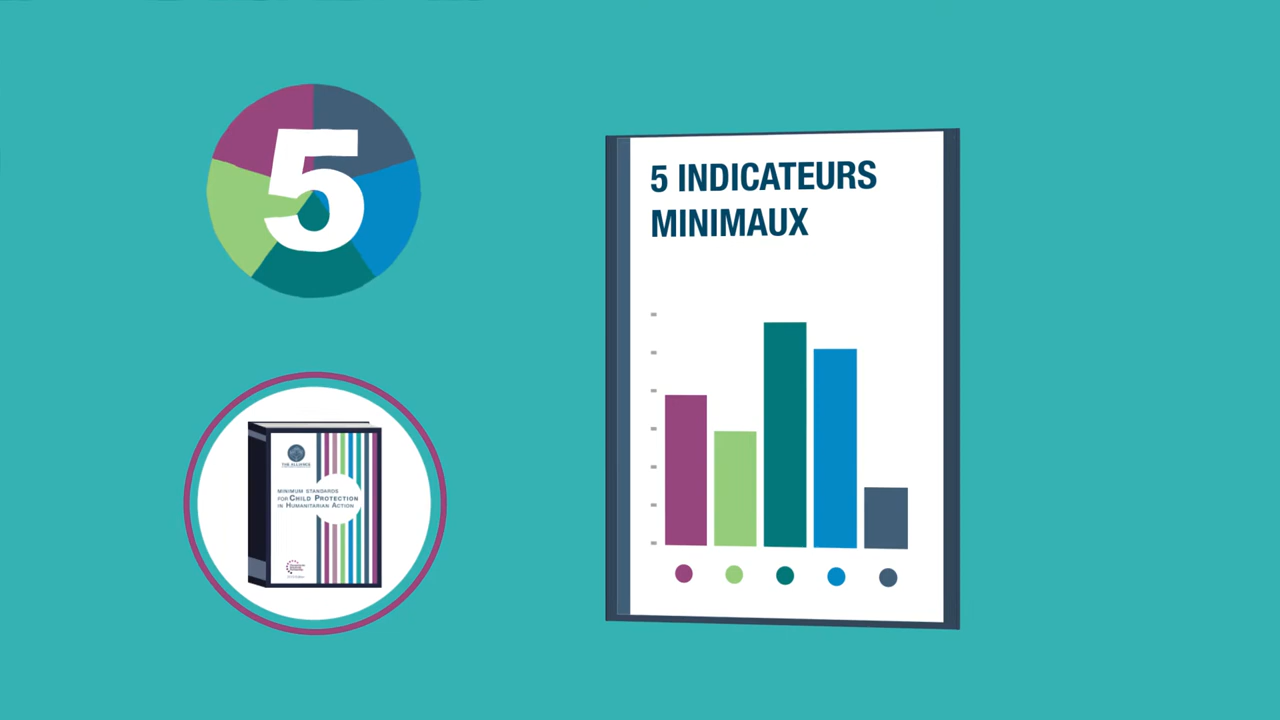 5
5 INDICATEURS
MINIMAUX
THE ALLIANCE
MINIMUM STANDARDS
FOR CHILD PROTECTION
IN HUMANITARIAN ACTION